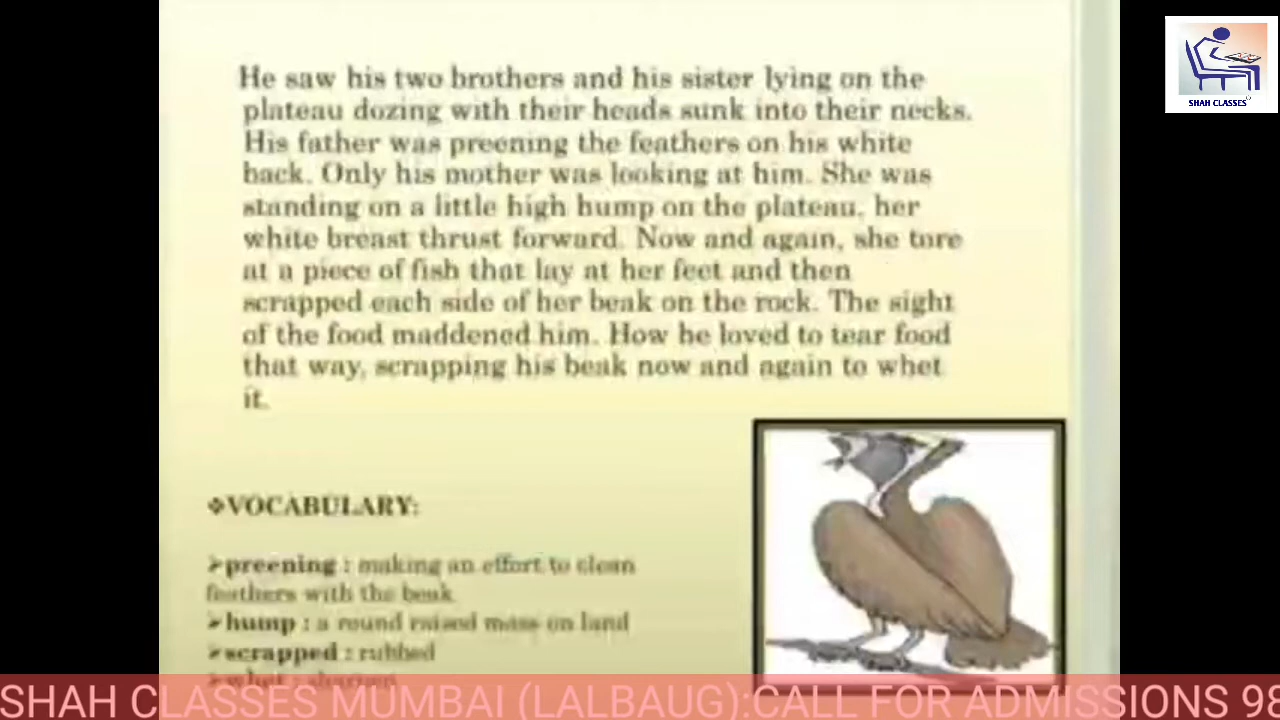 SHAH CLASSES
He saw his two brothers and his sister lying on the
plateau dozing with their heads sunk into their necks.
His father was preening the feathers on his white
back. Only his mother was looking at him. She was
standing on a little high hump on the plateau, her
white breast thrust forward. Now and again, she tore
at a piece of fish that lay at her feet and then
scrapped each side of her beak on the rock. The sight
of the food maddened him. How he loved to tear food
that way, scrapping his beak now and again to whet
it.
❖VOCABULARY:
➢preening : making an effort to clean
feathers with the beak
➢hump : a round raised mass on land
➢scrapped : rubbed
➢whet : sharpen
SHAH CLASSES MUMBAI (LALBAUG):CALL FOR ADMISSIONS 98